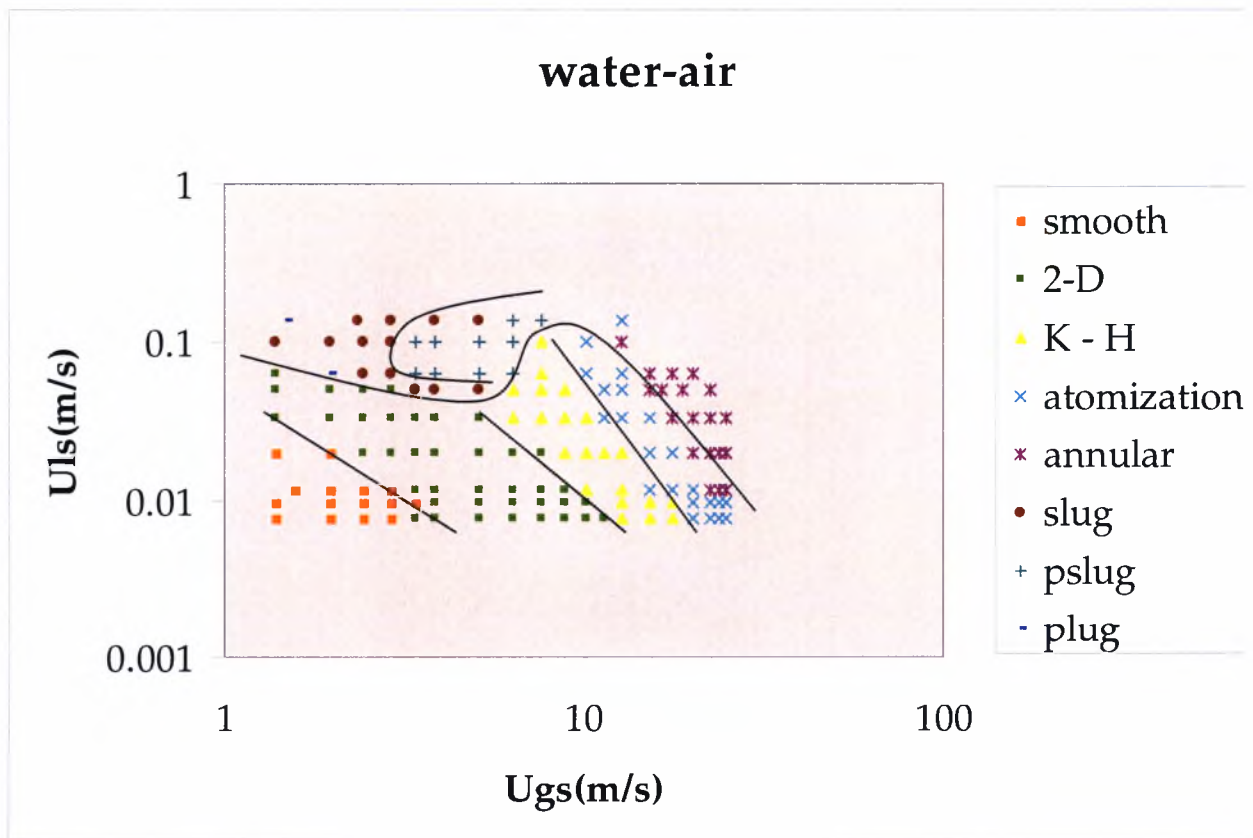 water-air
1
0.1
0.01
0.001
Uls(m/s)
1
10
100
Ugs(m/s)
smooth
2-D
K - H
atomization
annular
slug
pslug
plug